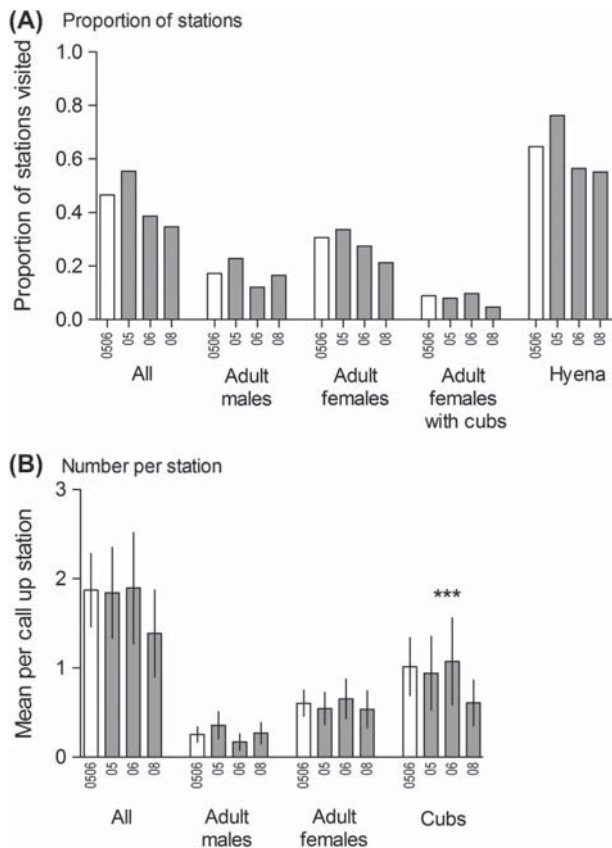 (A) Proportion of stations
Proportion of stations visited
1.0
0.8
0.6
0.4
0.2
0.0
0506 05 06 08 0506 05 06 08 0506 05 06 08 0506 05 06 08 0506 05 06 08
All Adult males Adult females Adult females with cubs Hyena
(B) Number per station
Mean per call up station
3
2
1
0
***
0506 05 06 08 0506 05 06 08 0506 05 06 08 0506 05 06 08
All Adult males Adult females Cubs